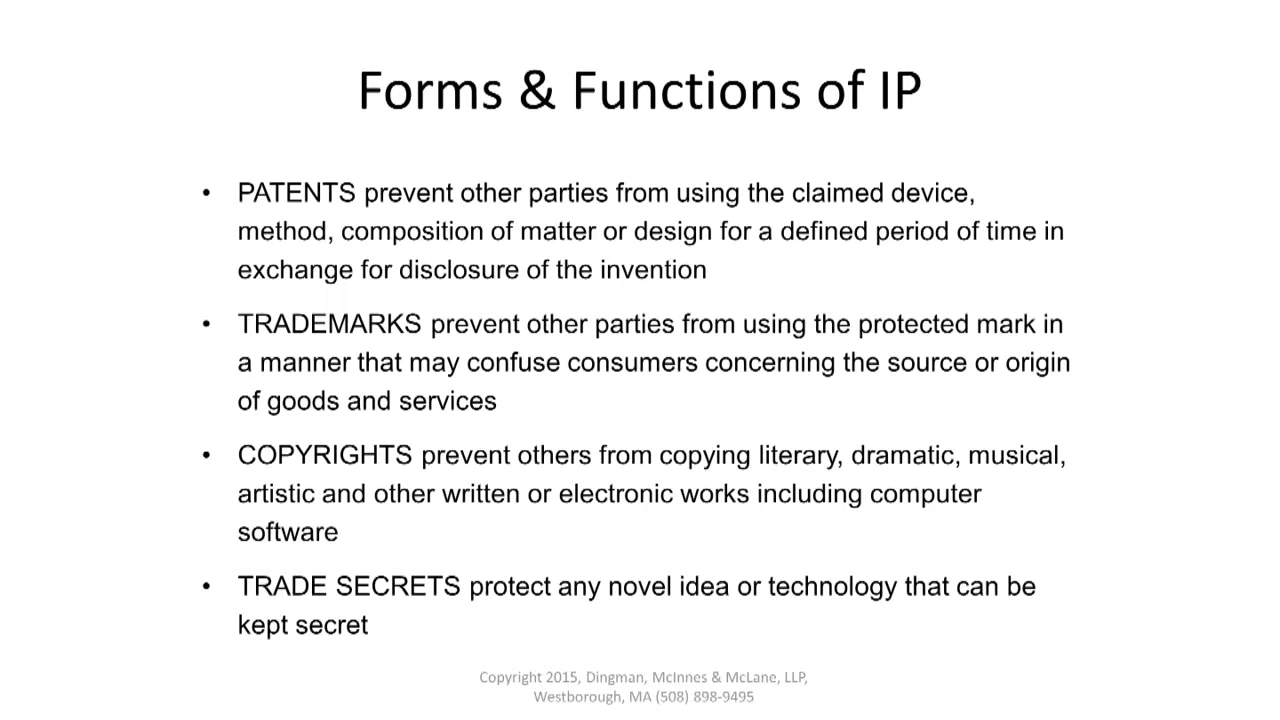 Forms & Functions of IP
• PATENTS prevent other parties from using the claimed device,
method, composition of matter or design for a defined period of time in
exchange for disclosure of the invention
• TRADEMARKS prevent other parties from using the protected mark in
a manner that may confuse consumers concerning the source or origin
of goods and services
• COPYRIGHTS prevent others from copying literary, dramatic, musical,
artistic and other written or electronic works including computer
software
• TRADE SECRETS protect any novel idea or technology that can be
kept secret
Copyright 2015, Dingman, McInnes & McLane, LLP,
Westborough, MA (508) 898-9495